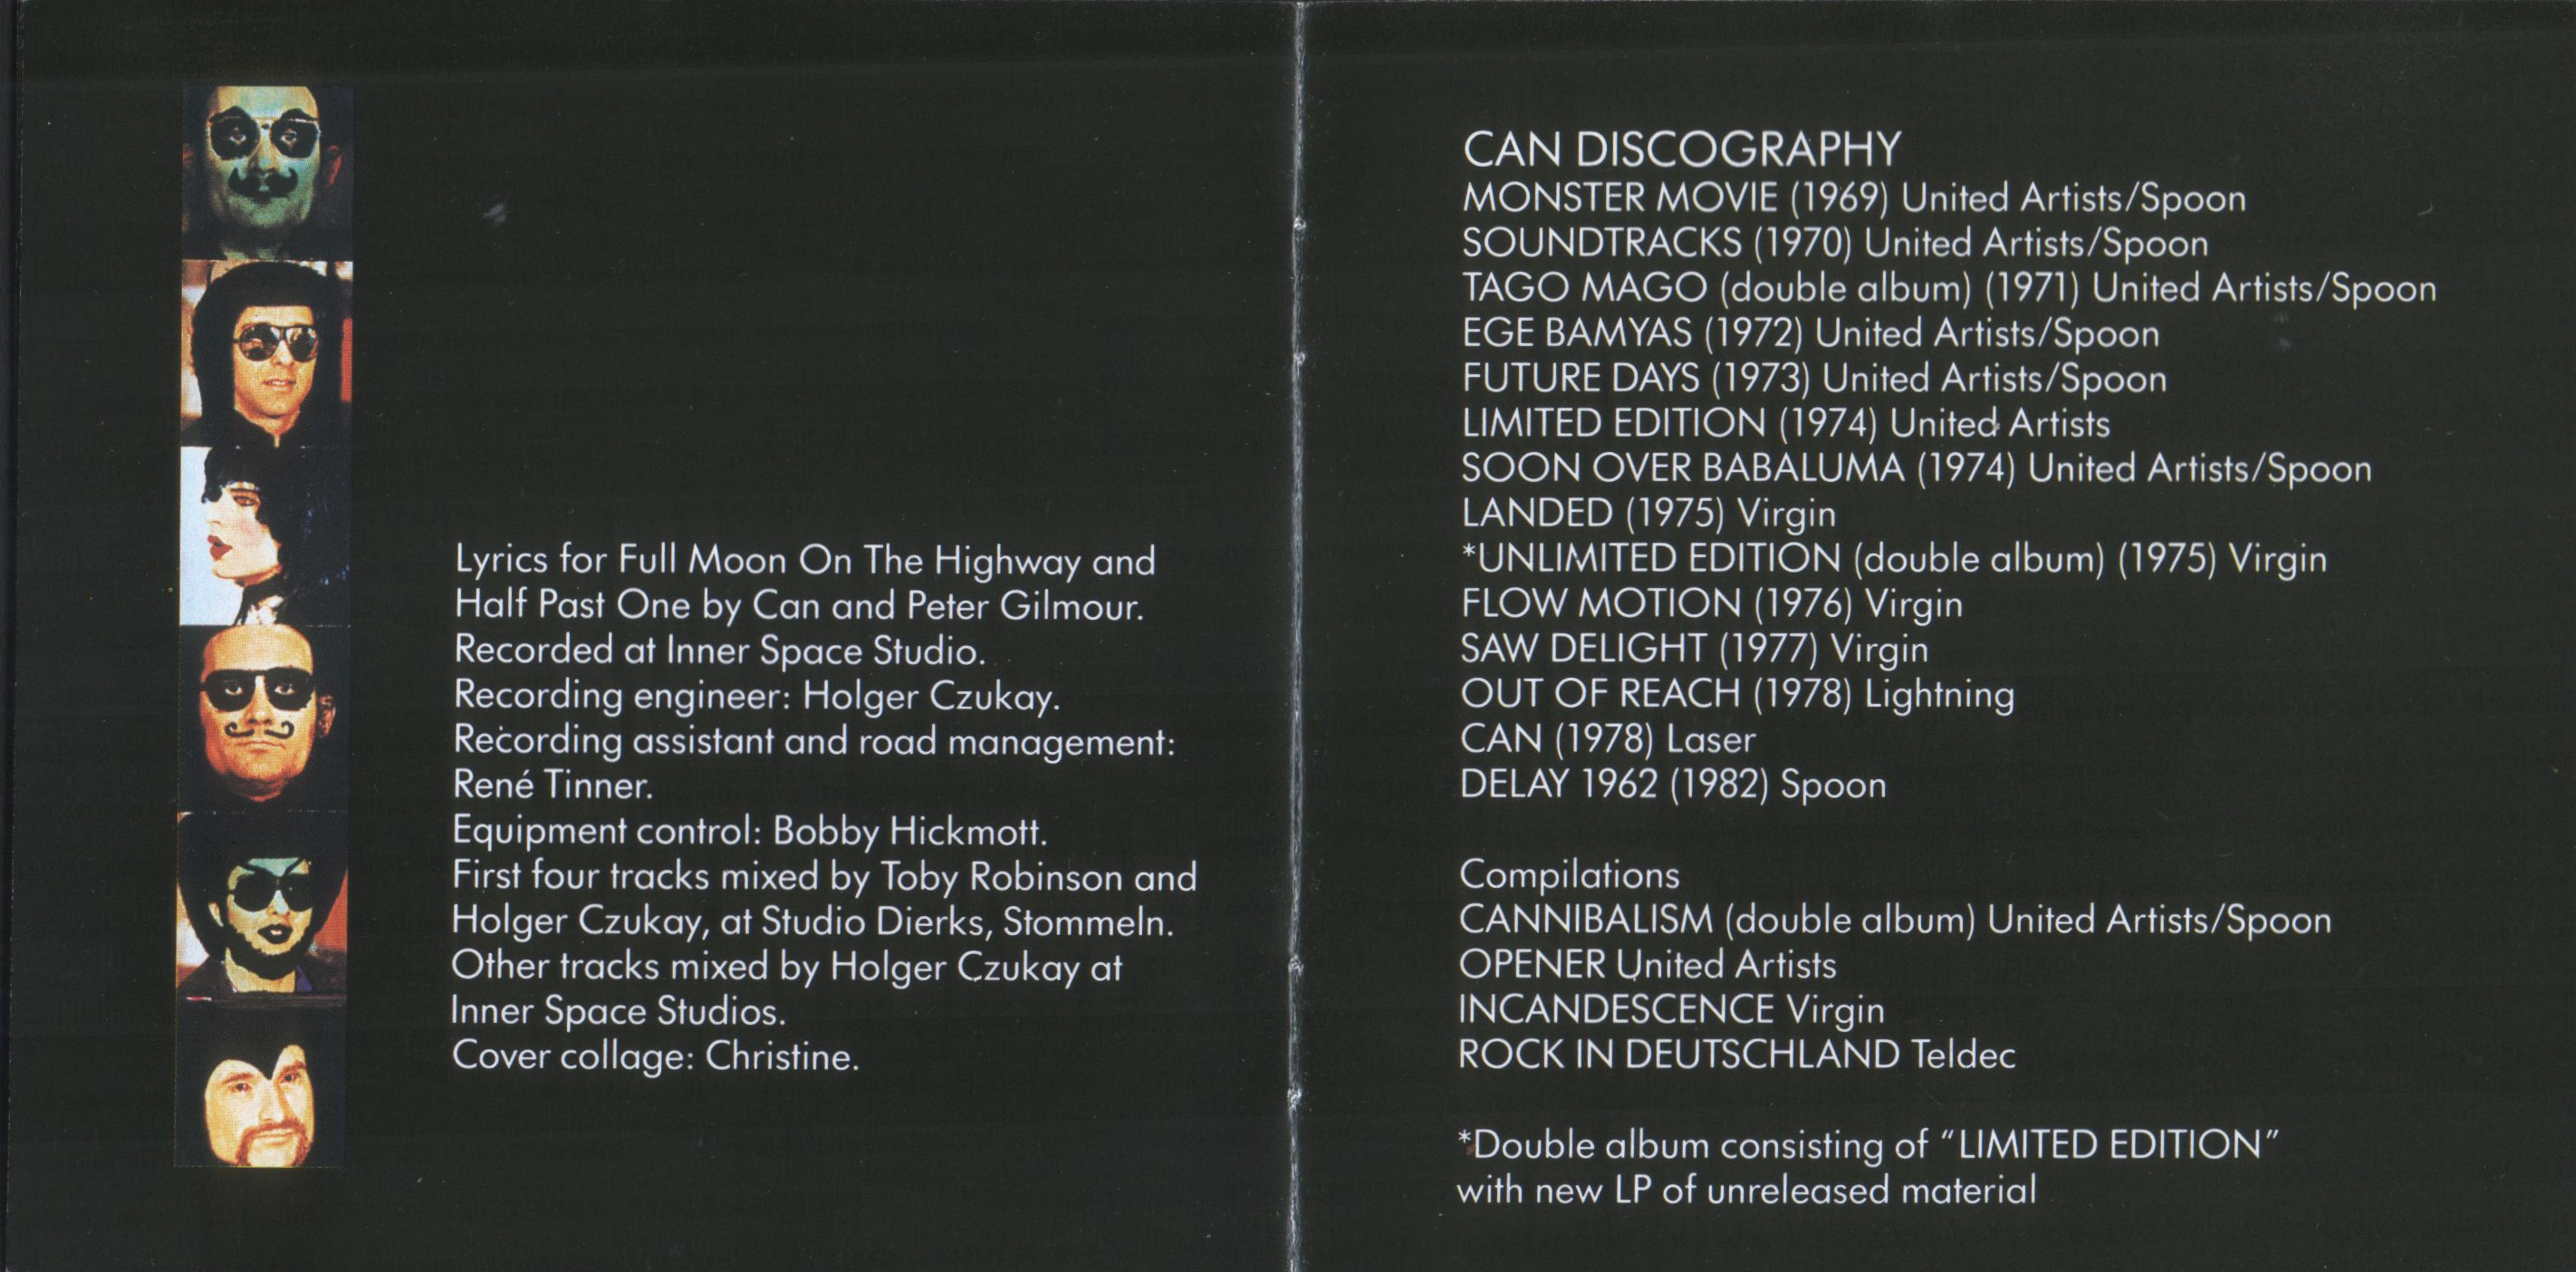 Lyrics for Full Moon On The Highway and
Half Past One by Can and Peter Gilmour.
Recorded at Inner Space Studio.
Recording engineer: Holger Czukay.
Recording assistant and road management:
René Tinner.
Equipment control: Bobby Hickmott.
First four tracks mixed by Toby Robinson and
Holger Czukay, at Studio Dierks, Stommeln.
Other tracks mixed by Holger Czukay at
Inner Space Studios.
Cover collage: Christine.
CAN DISCOGRAPHY
MONSTER MOVIE (1969) United Artists/Spoon
SOUNDTRACKS (1970) United Artists/Spoon
TAGO MAGO (double album) (1971) United Artists/Spoon
EGE BAMYAS (1972) United Artists/Spoon
FUTURE DAYS (1973) United Artists/Spoon
LIMITED EDITION (1974) United Artists
SOON OVER BABALUMA (1974) United Artists/Spoon
LANDED (1975) Virgin
*UNLIMITED EDITION (double album) (1975) Virgin
FLOW MOTION (1976) Virgin
SAW DELIGHT (1977) Virgin
OUT OF REACH (1978) Lightning
CAN (1978) Laser
DELAY 1962 (1982) Spoon
Compilations
CANNIBALISM (double album) United Artists/Spoon
OPENER United Artists
INCANDESCENCE Virgin
ROCK IN DEUTSCHLAND Teldec
*Double album consisting of “LIMITED EDITION”
with new LP of unreleased material